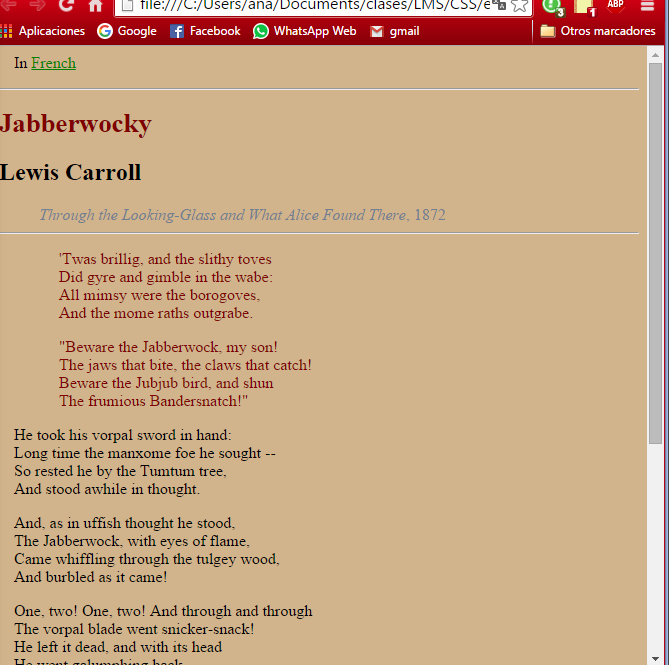 file:///C:/Users/ana/Documents/clases/LMS/CSS/e
3
1
ABP
Aplicaciones
Google
Facebook
WhatsApp Web
gmail
Otros marcadores
In French
Jabberwocky
Lewis Carroll
Through the Looking-Glass and What Alice Found There, 1872
'Twas brillig, and the slithy toves
Did gyre and gimble in the wabe:
All mimsy were the borogoves,
And the mome raths outgrabe.
"Beware the Jabberwock, my son!
The jaws that bite, the claws that catch!
Beware the Jubjub bird, and shun
The frumious Bandersnatch!"
He took his vorpal sword in hand:
Long time the manxome foe he sought --
So rested he by the Tumtum tree,
And stood awhile in thought.
And, as in uffish thought he stood,
The Jabberwock, with eyes of flame,
Came whiffling through the tulgey wood,
And burbled as it came!
One, two! One, two! And through and through
The vorpal blade went snicker-snack!
He left it dead, and with its head
He went galumphing back.